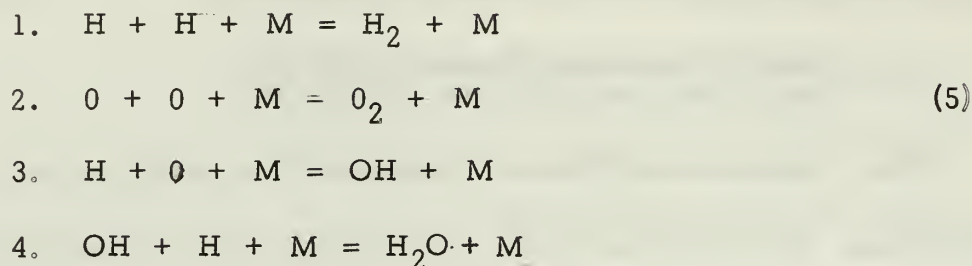 1. H + H + M = H₂ + M
2. O + O + M = O₂ + M (5)
3. H + O + M = OH + M
4. OH + H + M = H₂O + M